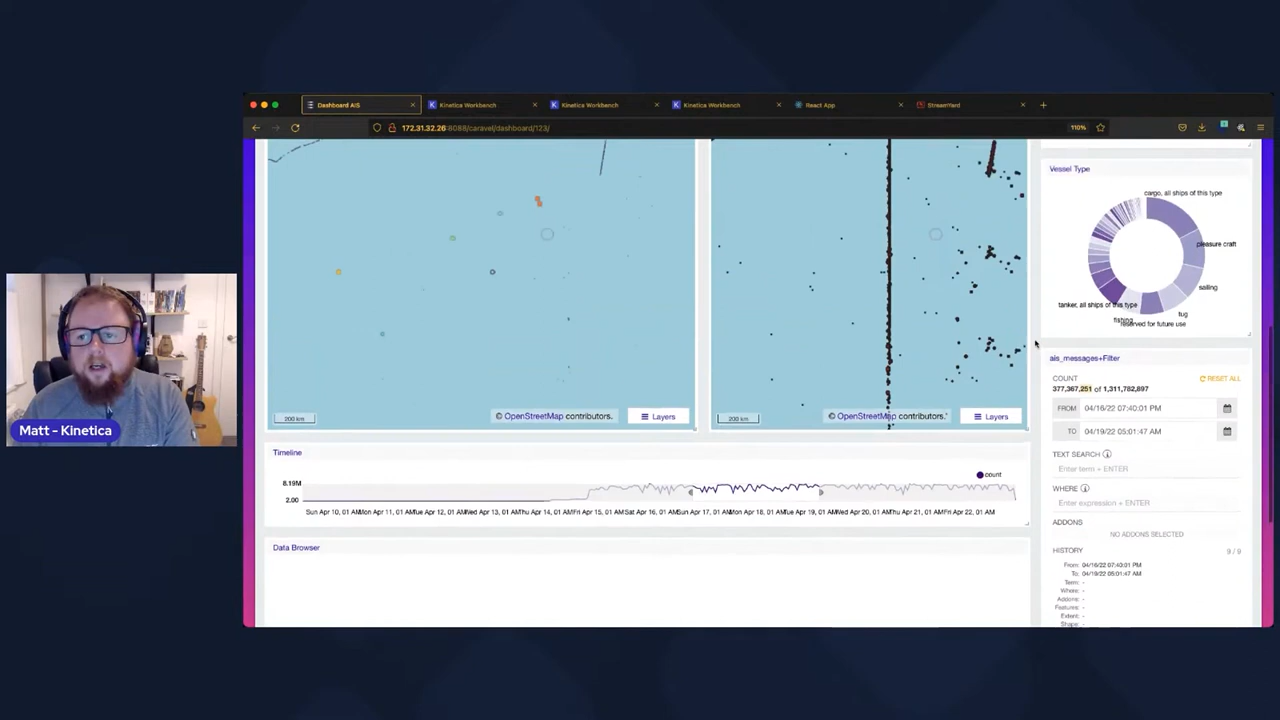 Dashboard AIS
Kinetica Workbench
Kinetica Workbench
Kinetica Workbench
React App
StreamYard
172.31.32.26:8088/caravel/dashboard/123/
110%
Vessel Type
cargo, all ships of this type
pleasure craft
sailing
tug
reserved for future use
fishing
tanker, all ships of this type
200 km
© OpenStreetMap contributors.
Layers
200 km
© OpenStreetMap contributors.
Layers
ais_messages+Filter
COUNT
RESET ALL
377,367,251 of 1,311,782,897
FROM 04/16/22 07:40:01 PM
TO 04/19/22 05:01:47 AM
TEXT SEARCH
Enter term + ENTER
WHERE
Enter expression + ENTER
ADDONS
NO ADDONS SELECTED
HISTORY
9 / 9
From: 04/16/22 07:40:01 PM
To: 04/19/22 05:01:47 AM
Term: -
Where: -
Addons: -
Features: -
Extent: -
Shape: -
Timeline
count
8.19M
2.00
Sun Apr 10, 01 AM
Mon Apr 11, 01 AM
Tue Apr 12, 01 AM
Wed Apr 13, 01 AM
Thu Apr 14, 01 AM
Fri Apr 15, 01 AM
Sat Apr 16, 01 AM
Sun Apr 17, 01 AM
Mon Apr 18, 01 AM
Tue Apr 19, 01 AM
Wed Apr 20, 01 AM
Thu Apr 21, 01 AM
Fri Apr 22, 01 AM
Data Browser
Matt - Kinetica